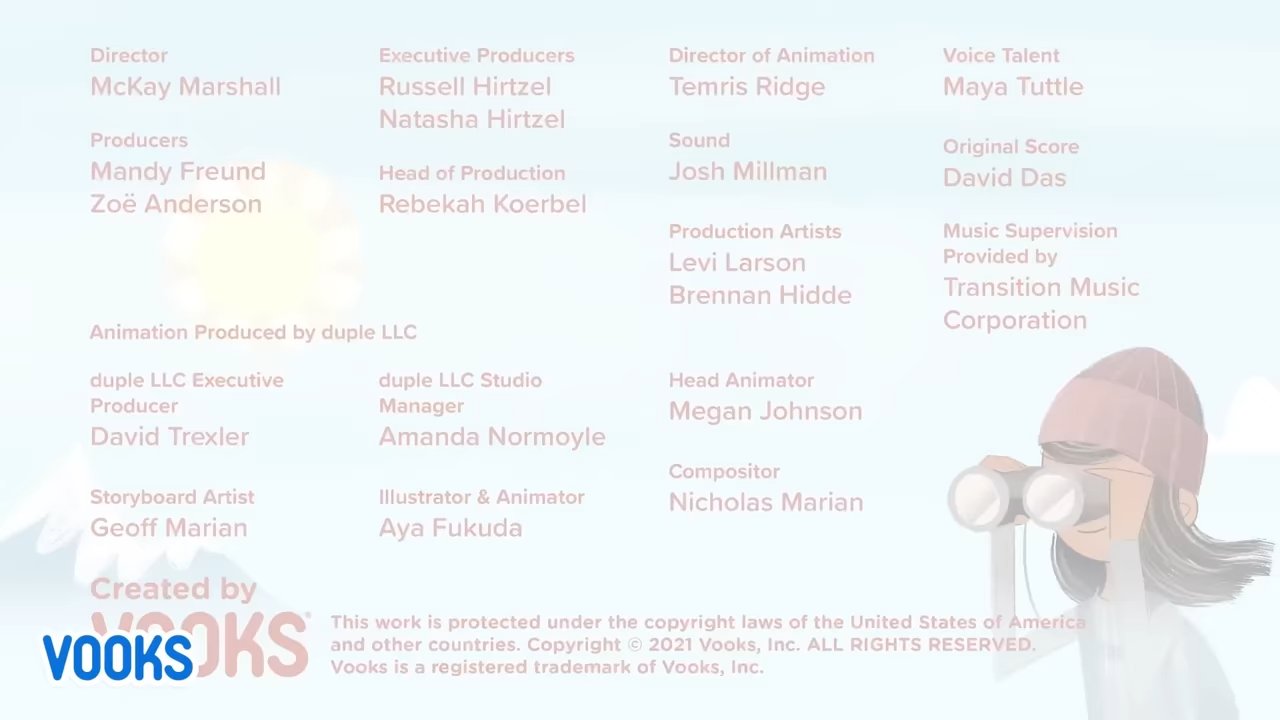 Director
McKay Marshall
Producers
Mandy Freund
Zoë Anderson
Executive Producers
Russell Hirtzel
Natasha Hirtzel
Head of Production
Rebekah Koerbel
Director of Animation
Temris Ridge
Sound
Josh Millman
Production Artists
Levi Larson
Brennan Hidde
Voice Talent
Maya Tuttle
Original Score
David Das
Music Supervision
Provided by
Transition Music
Corporation
Animation Produced by duple LLC
duple LLC Executive
Producer
David Trexler
Storyboard Artist
Geoff Marian
duple LLC Studio
Manager
Amanda Normoyle
Illustrator & Animator
Aya Fukuda
Head Animator
Megan Johnson
Compositor
Nicholas Marian
Created by
VOOKS®
VOOKS
This work is protected under the copyright laws of the United States of America
and other countries. Copyright © 2021 Vooks, Inc. ALL RIGHTS RESERVED.
Vooks is a registered trademark of Vooks, Inc.